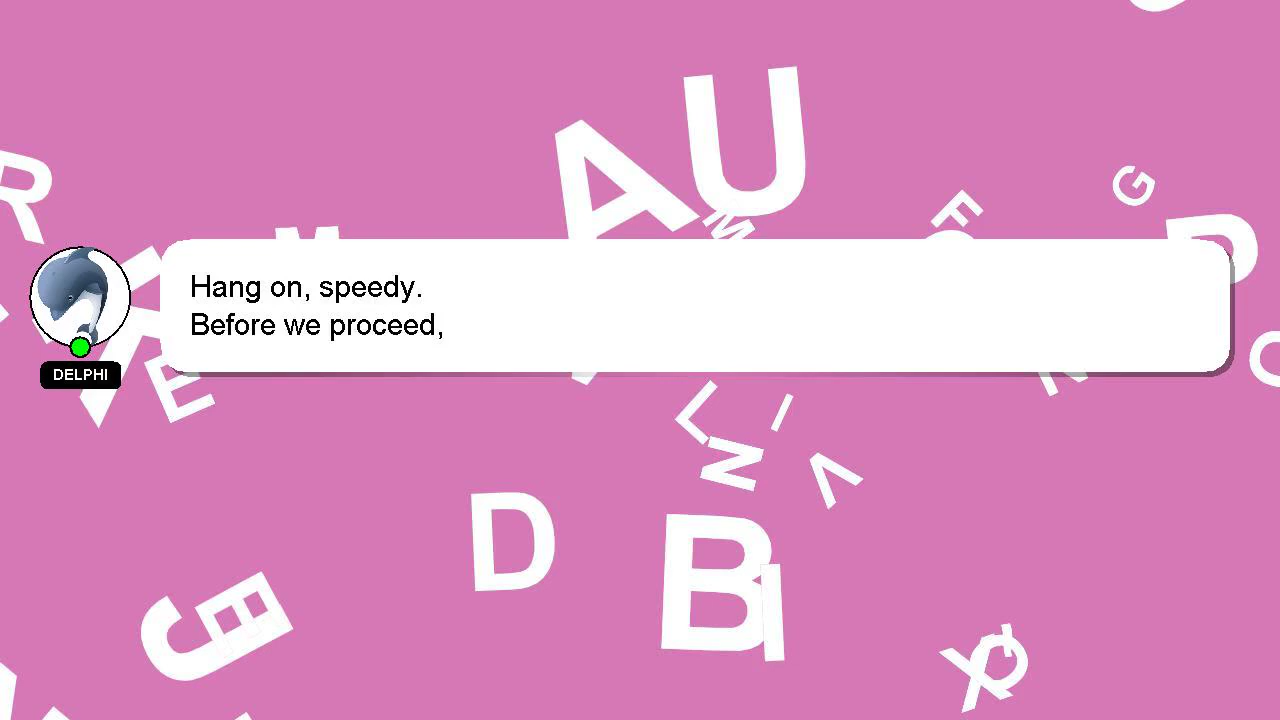 Hang on, speedy.
Before we proceed,
DELPHI
A
U
R
M
M
F
G
D
E
L
I
N
V
D
B
I
C
E
X
Q